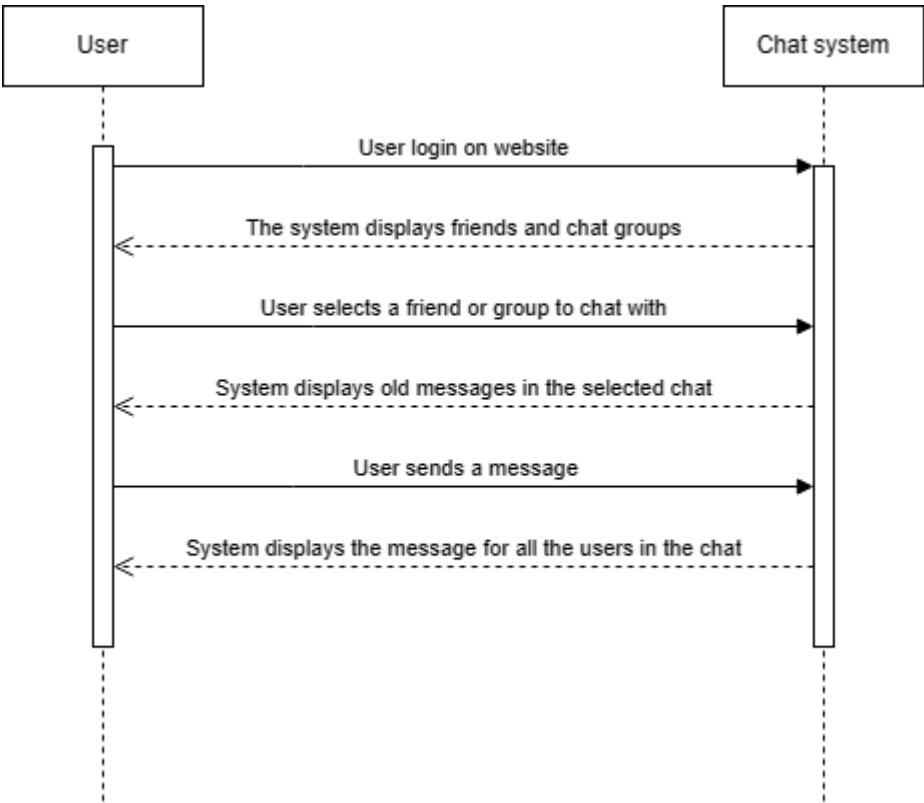 User
Chat system
User login on website
The system displays friends and chat groups
User selects a friend or group to chat with
System displays old messages in the selected chat
User sends a message
System displays the message for all the users in the chat